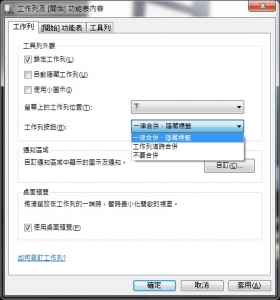 工作列及 [開始] 功能表內容
工作列
[開始] 功能表
工具列
工作列外觀
鎖定工作列(L)
自動隱藏工作列(U)
使用小圖示(I)
螢幕上的工作列位置(T):
下
工作列按鈕(B):
一律合併、隱藏標籤
一律合併、隱藏標籤
工作列滿時合併
不要合併
通知區域
自訂通知區域中顯示的圖示及通知。
自訂(C)...
桌面預覽
將滑鼠放在工作列的一端時，暫時最小化開啟的視窗。
使用桌面預覽(P)
如何自訂工作列?
確定
取消
套用(A)